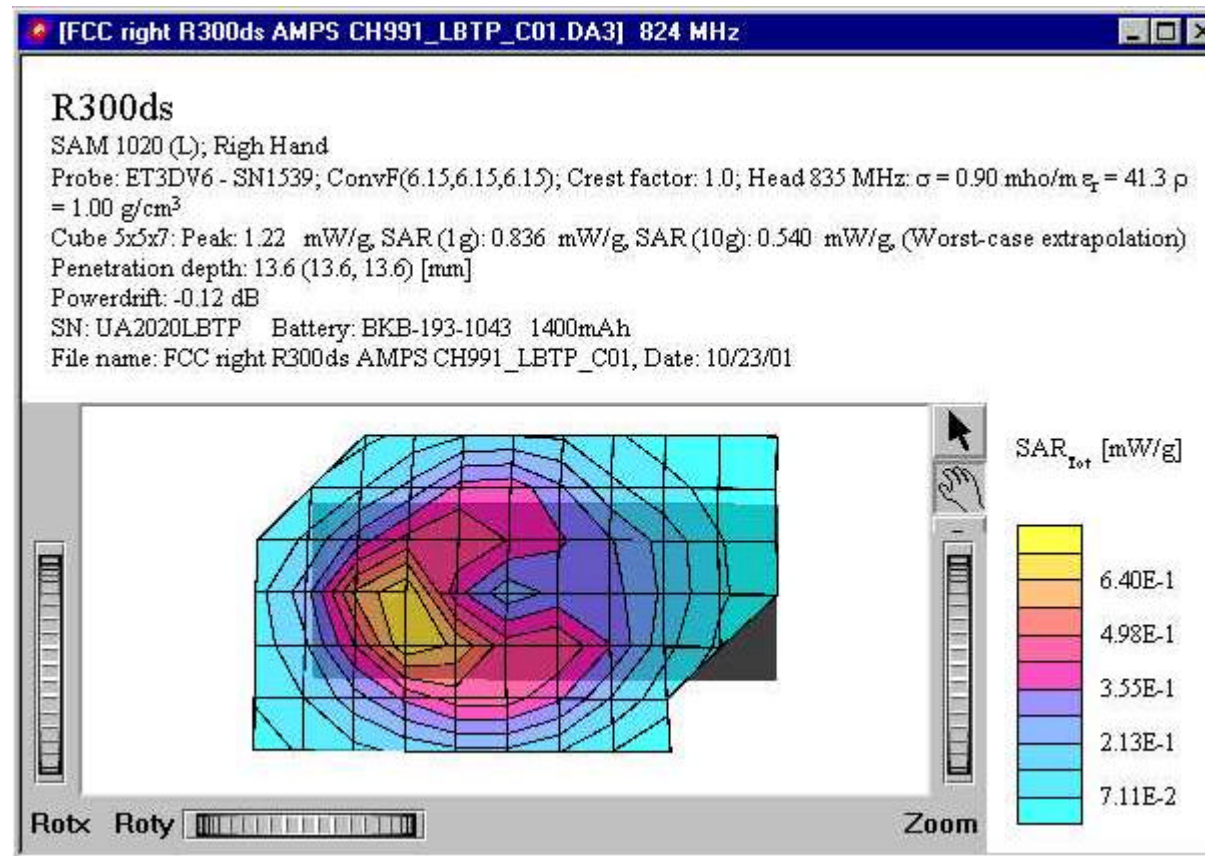 [FCC right R300ds AMPS CH991_LBTP_C01.DA3] 824 MHz
R300ds
SAM 1020 (L); Righ Hand
Probe: ET3DV6 - SN1539; ConvF(6.15,6.15,6.15); Crest factor: 1.0; Head 835 MHz: σ = 0.90 mho/m εr = 41.3 ρ
= 1.00 g/cm³
Cube 5x5x7: Peak: 1.22 mW/g, SAR (1g): 0.836 mW/g, SAR (10g): 0.540 mW/g, (Worst-case extrapolation)
Penetration depth: 13.6 (13.6, 13.6) [mm]
Powerdrift: -0.12 dB
SN: UA2020LBTP Battery: BKB-193-1043 1400mAh
File name: FCC right R300ds AMPS CH991_LBTP_C01, Date: 10/23/01
SAR Tot [mW/g]
6.40E-1
4.98E-1
3.55E-1
2.13E-1
7.11E-2
Rotx Roty Zoom